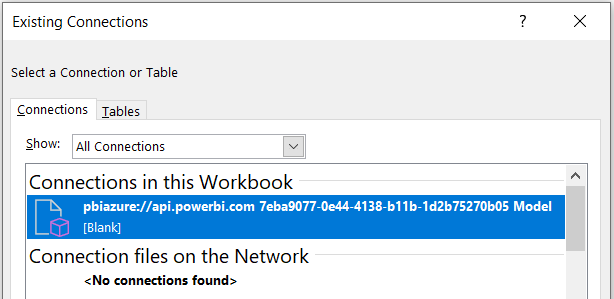 Existing Connections
Select a Connection or Table
Connections Tables
Show: All Connections
Connections in this Workbook
pbiazure://api.powerbi.com 7eba9077-0e44-4138-b11b-1d2b75270b05 Model
[Blank]
Connection files on the Network
<No connections found>